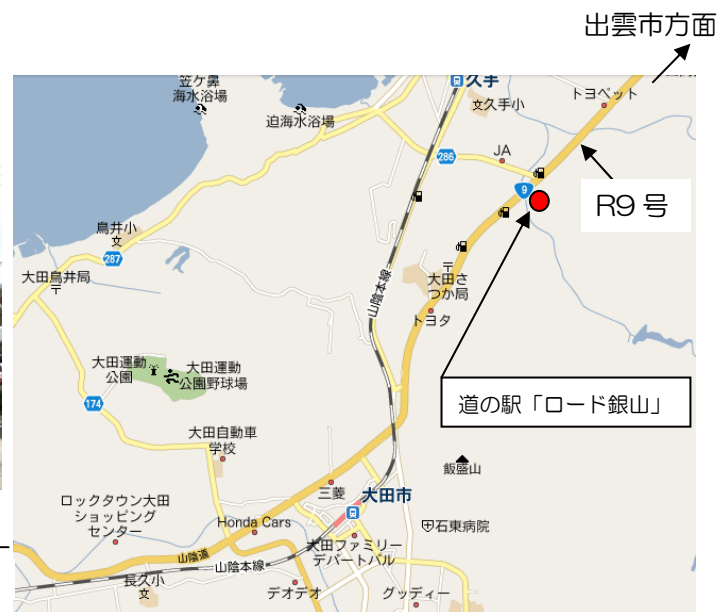 出雲市方面
笠ケ鼻
海水浴場
久手
文久手小
トヨペット
迫海水浴場
JA
286
9
R9号
鳥井小
文
287
大田鳥井局
〒
〒
大田さ
つか局
山陰本線
トヨタ
大田運動
公園
大田運動
公園野球場
道の駅「ロード銀山」
174
大田自動車
学校
飯盛山
三菱
大田市
ロックタウン大田
ショッピング
センター
Honda Cars
石東病院
大田ファミリー
デパートパル
山陰道
山陰本線
長久小
文
デオデオ
グッディー